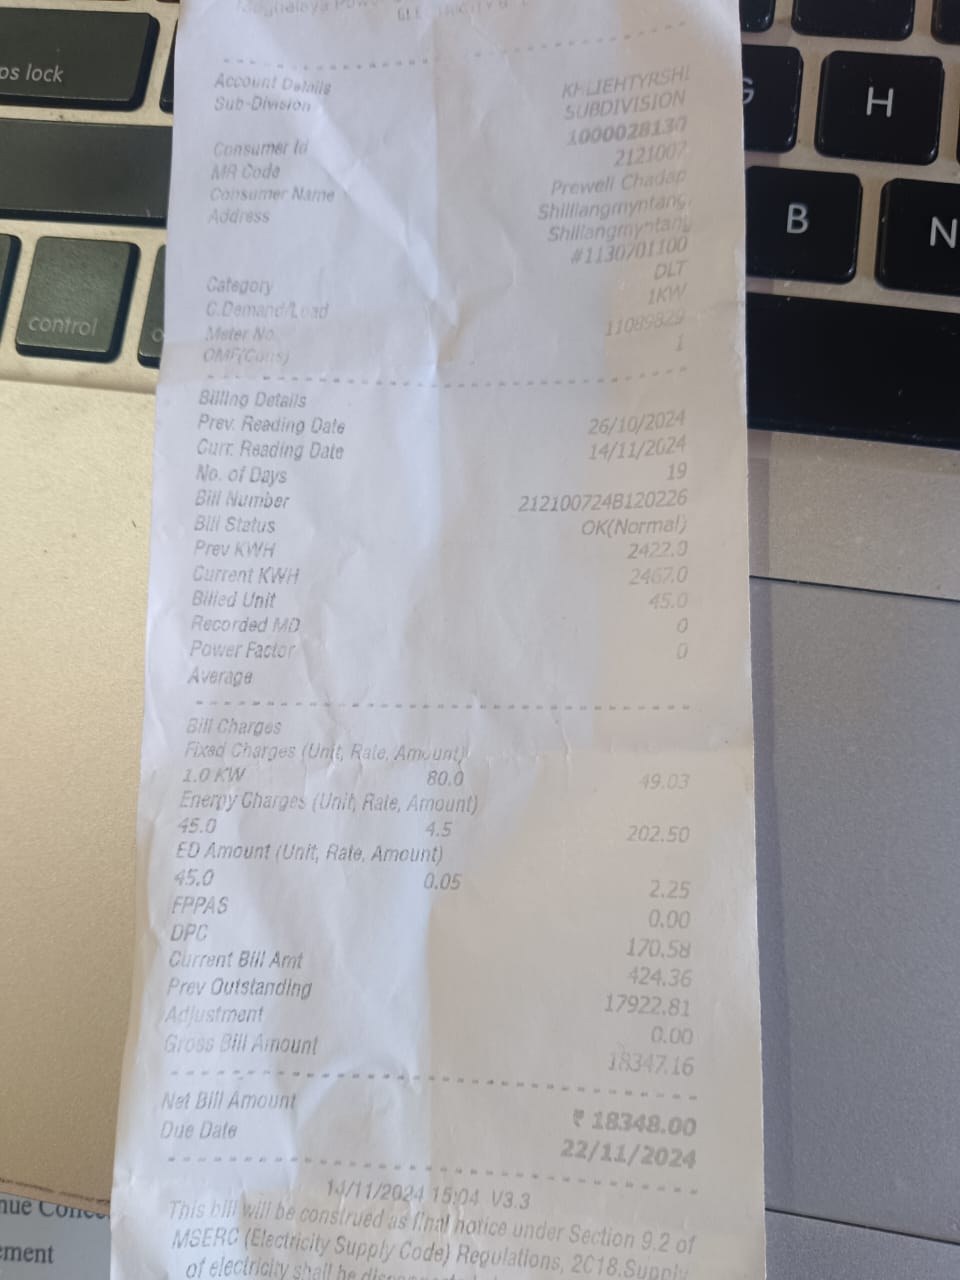 ps lock
G
H
B
N
control
Account Details
Sub-Division KHLIEHTYRSHI
SUBDIVISION
Consumer Id 1000028130
MR Code 2121007
Consumer Name Preweli Chadap
Address Shilliangmyntang
Shillangmyntang
#1130701100
Category DLT
C.Demand/Load 1KW
Meter No 11089829
OMF(Cons) 1
Billing Details
Prev. Reading Date 26/10/2024
Curr. Reading Date 14/11/2024
No. of Days 19
Bill Number 212100724B120226
Bill Status OK(Normal)
Prev KWH 2422.0
Current KWH 2467.0
Billed Unit 45.0
Recorded MD 0
Power Factor 0
Average
Bill Charges
Fixed Charges (Unit, Rate, Amount)
1.0 KW 80.0 49.03
Energy Charges (Unit, Rate, Amount)
45.0 4.5 202.50
ED Amount (Unit, Rate, Amount)
45.0 0.05 2.25
FPPAS 0.00
DPC 170.58
Current Bill Amt 424.36
Prev Outstanding 17922.81
Adjustment 0.00
Gross Bill Amount 18347.16
Net Bill Amount ₹ 18348.00
Due Date 22/11/2024
14/11/2024 15:04 V3.3
This bill will be construed as final notice under Section 9.2 of
MSERC (Electricity Supply Code) Regulations, 2018.Supply
of electricity shall be
ement